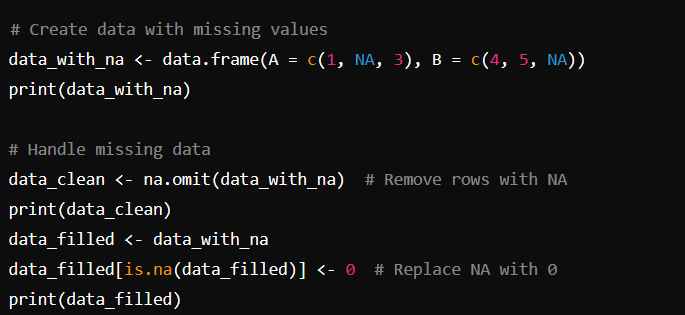 # Create data with missing values
data_with_na <- data.frame(A = c(1, NA, 3), B = c(4, 5, NA))
print(data_with_na)
# Handle missing data
data_clean <- na.omit(data_with_na)  # Remove rows with NA
print(data_clean)
data_filled <- data_with_na
data_filled[is.na(data_filled)] <- 0  # Replace NA with 0
print(data_filled)